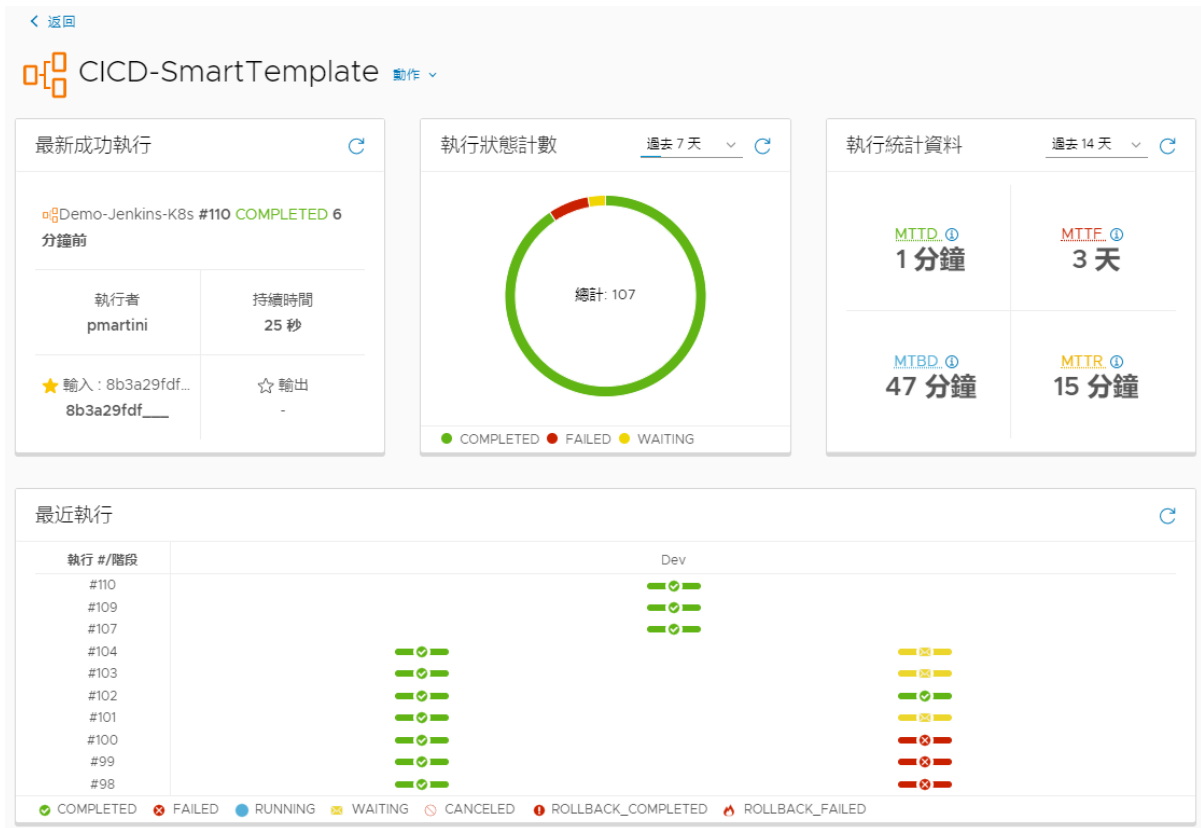 返回
CICD-SmartTemplate 動作
最新成功執行
Demo-Jenkins-K8s #110 COMPLETED 6
分鐘前
執行者
pmartini
持續時間
25 秒
輸入 : 8b3a29fdf...
8b3a29fdf___
輸出
-
執行狀態計數 過去 7 天
總計: 107
COMPLETED FAILED WAITING
執行統計資料 過去 14 天
MTTD
1 分鐘
MTTF
3 天
MTBD
47 分鐘
MTTR
15 分鐘
最近執行
執行 #/階段 Dev
#110
#109
#107
#104
#103
#102
#101
#100
#99
#98
COMPLETED FAILED RUNNING WAITING CANCELED ROLLBACK_COMPLETED ROLLBACK_FAILED